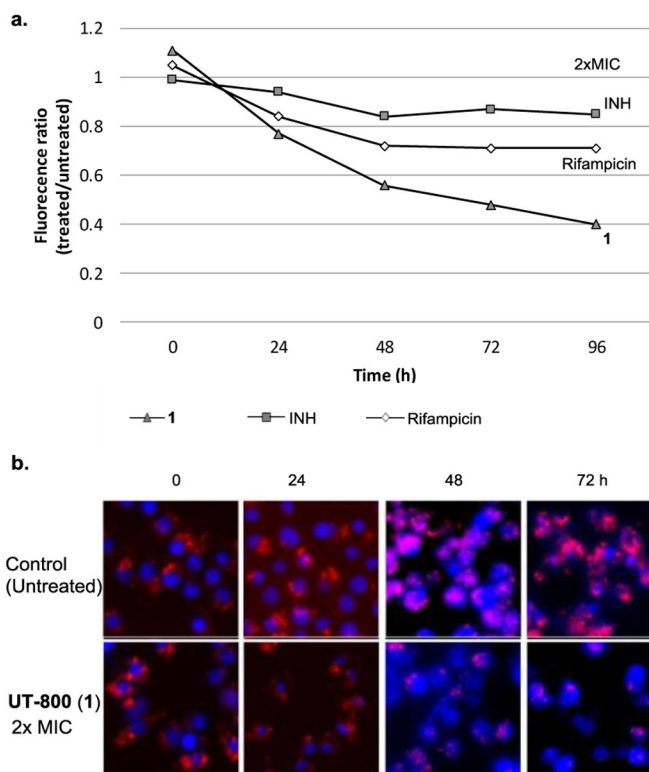 a.
1.2
1
0.8
0.6
0.4
0.2
0
Fluorecence ratio
(treated/untreated)
2xMIC
INH
Rifampicin
1
0 24 48 72 96
Time (h)
1 INH Rifampicin
b.
0 24 48 72 h
Control
(Untreated)
UT-800 (1)
2x MIC